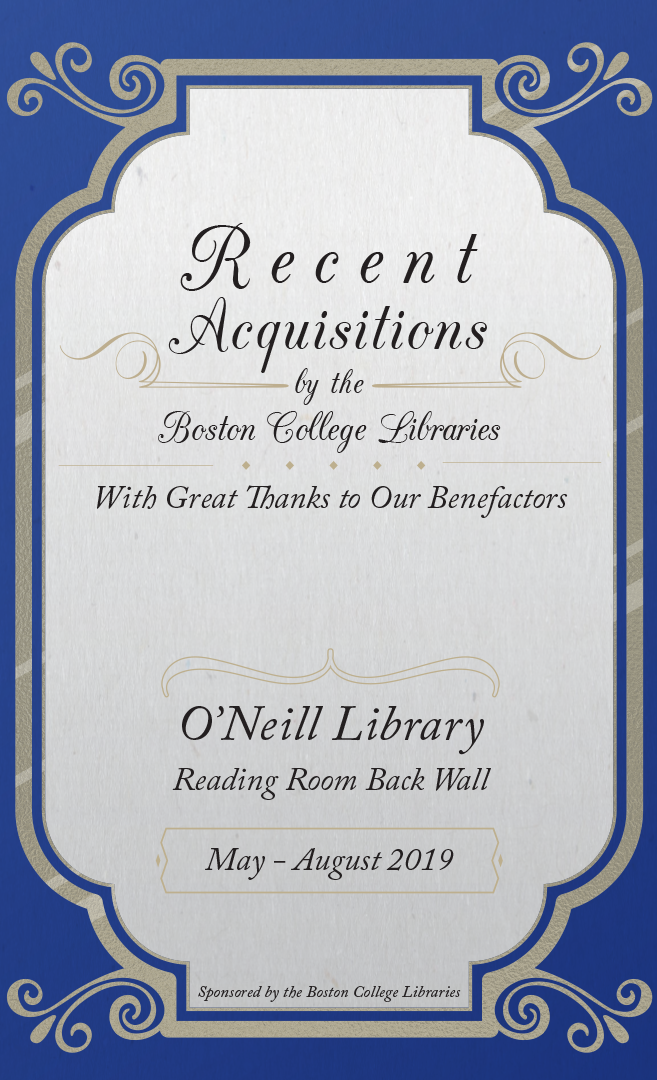 Recent
Acquisitions
by the
Boston College Libraries
With Great Thanks to Our Benefactors
O’Neill Library
Reading Room Back Wall
May – August 2019
Sponsored by the Boston College Libraries